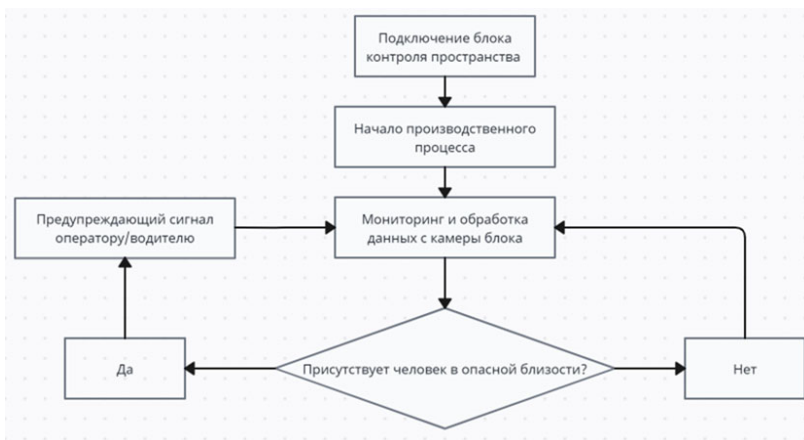 Подключение блока
контроля пространства
Начало производственного
процесса
Предупреждающий сигнал
оператору/водителю
Мониторинг и обработка
данных с камеры блока
Да
Присутствует человек в опасной близости?
Нет